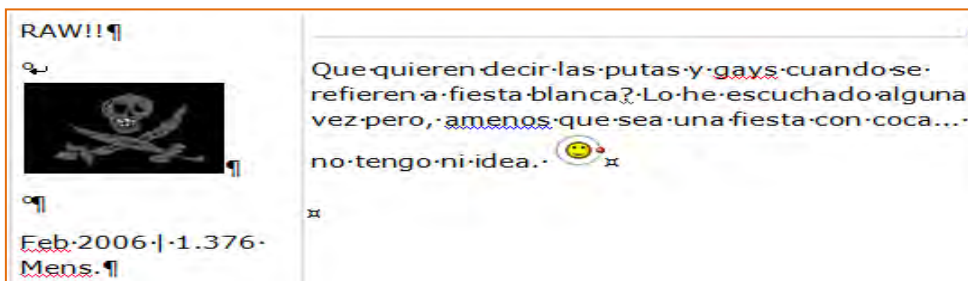 RAW!!¶
Que·quieren·decir·las·putas·y·gays·cuando·se·
refieren·a·fiesta·blanca?·Lo·he·escuchado·alguna
vez·pero,·amenos·que·sea·una·fiesta·con·coca...·
no·tengo·ni·idea.·¤
¶
¤
Feb·2006·|·1.376·
Mens.¶